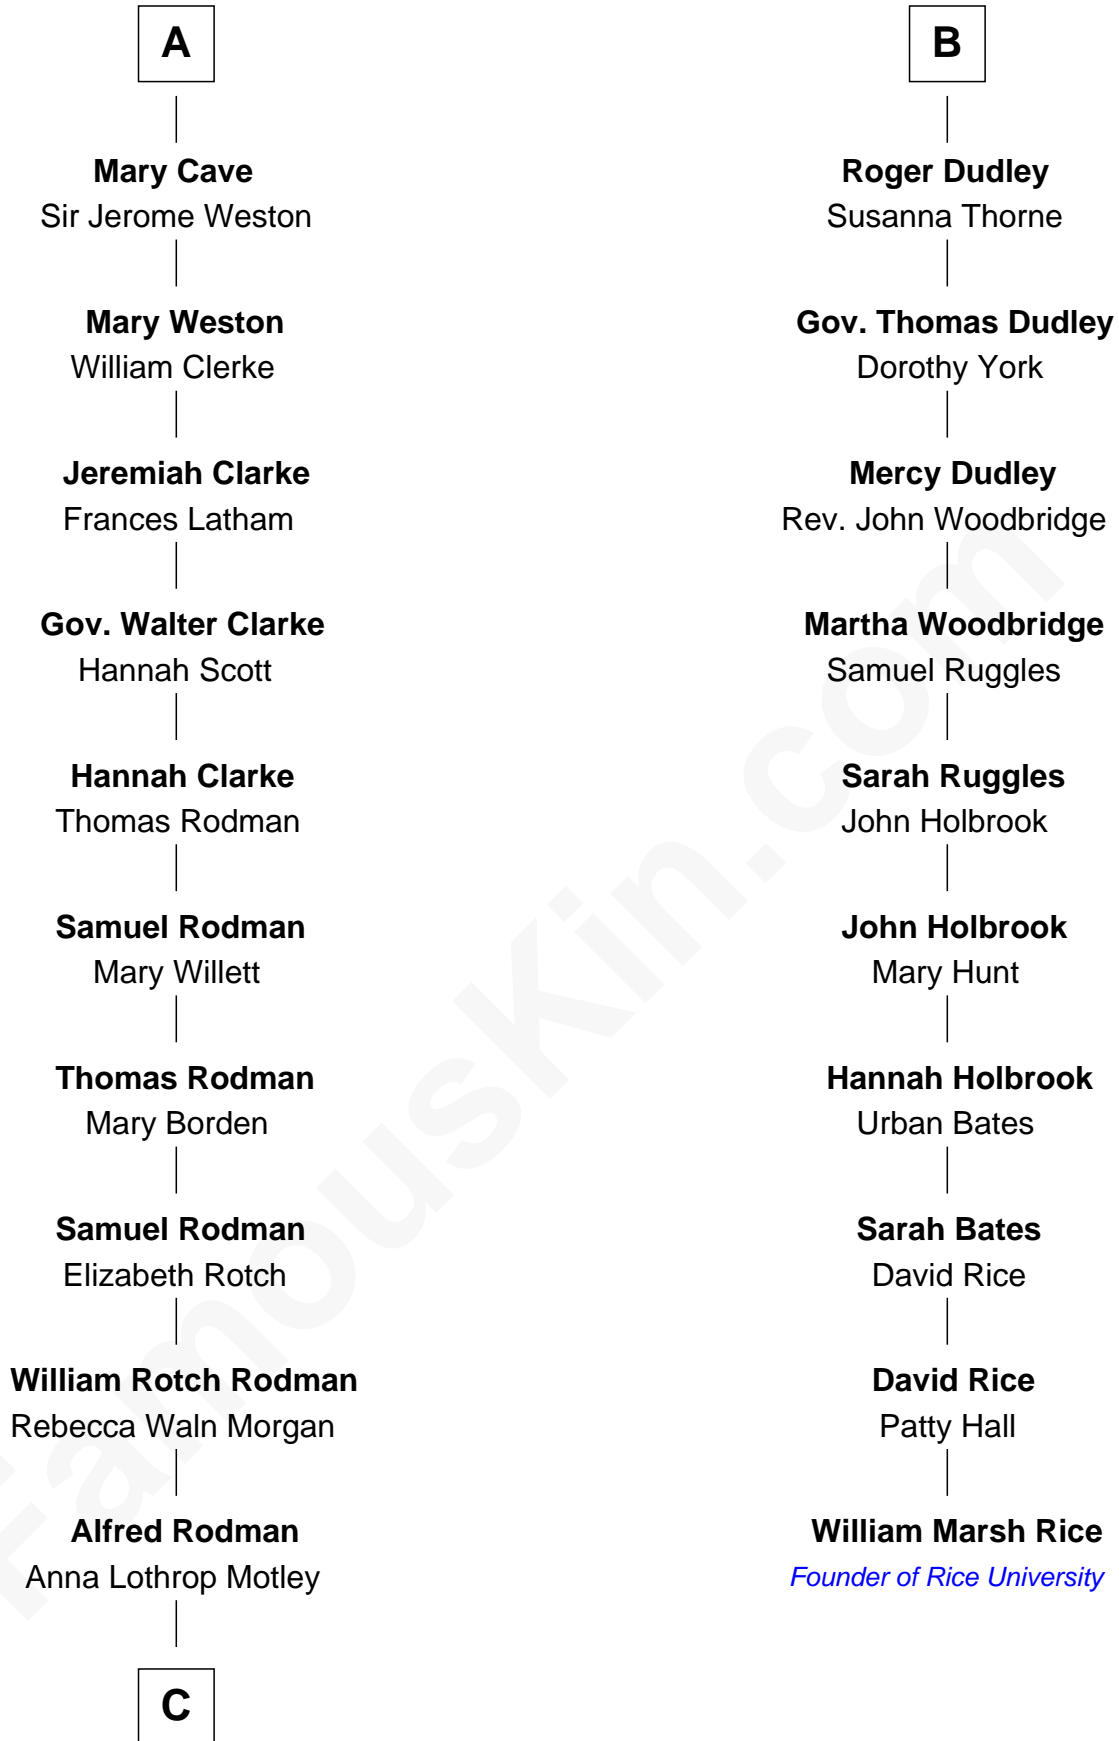 A
Mary Cave
Sir Jerome Weston
Mary Weston
William Clerke
Jeremiah Clarke
Frances Latham
Gov. Walter Clarke
Hannah Scott
Hannah Clarke
Thomas Rodman
Samuel Rodman
Mary Willett
Thomas Rodman
Mary Borden
Samuel Rodman
Elizabeth Rotch
William Rotch Rodman
Rebecca Waln Morgan
Alfred Rodman
Anna Lothrop Motley
C
B
Roger Dudley
Susanna Thorne
Gov. Thomas Dudley
Dorothy York
Mercy Dudley
Rev. John Woodbridge
Martha Woodbridge
Samuel Ruggles
Sarah Ruggles
John Holbrook
John Holbrook
Mary Hunt
Hannah Holbrook
Urban Bates
Sarah Bates
David Rice
David Rice
Patty Hall
William Marsh Rice
Founder of Rice University
FamousKin.com